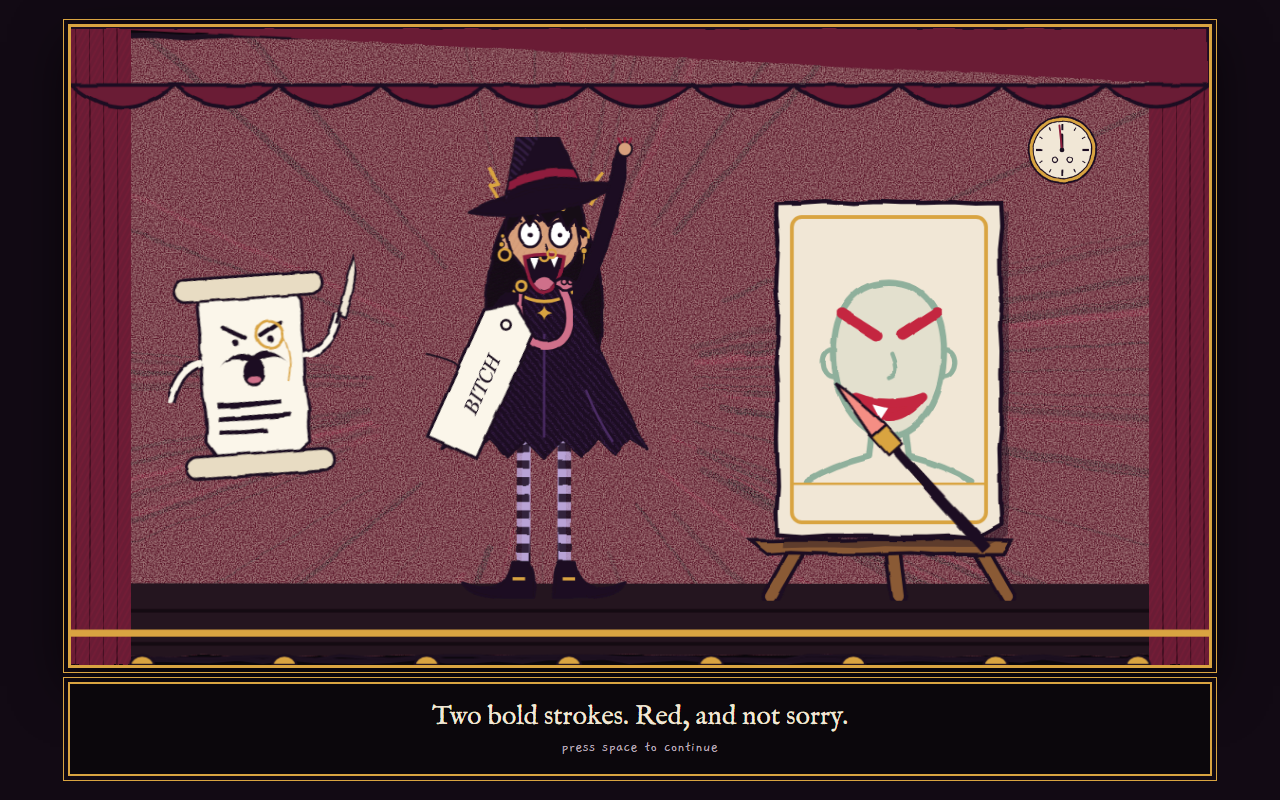 BITCH
Two bold strokes. Red, and not sorry.
press space to continue